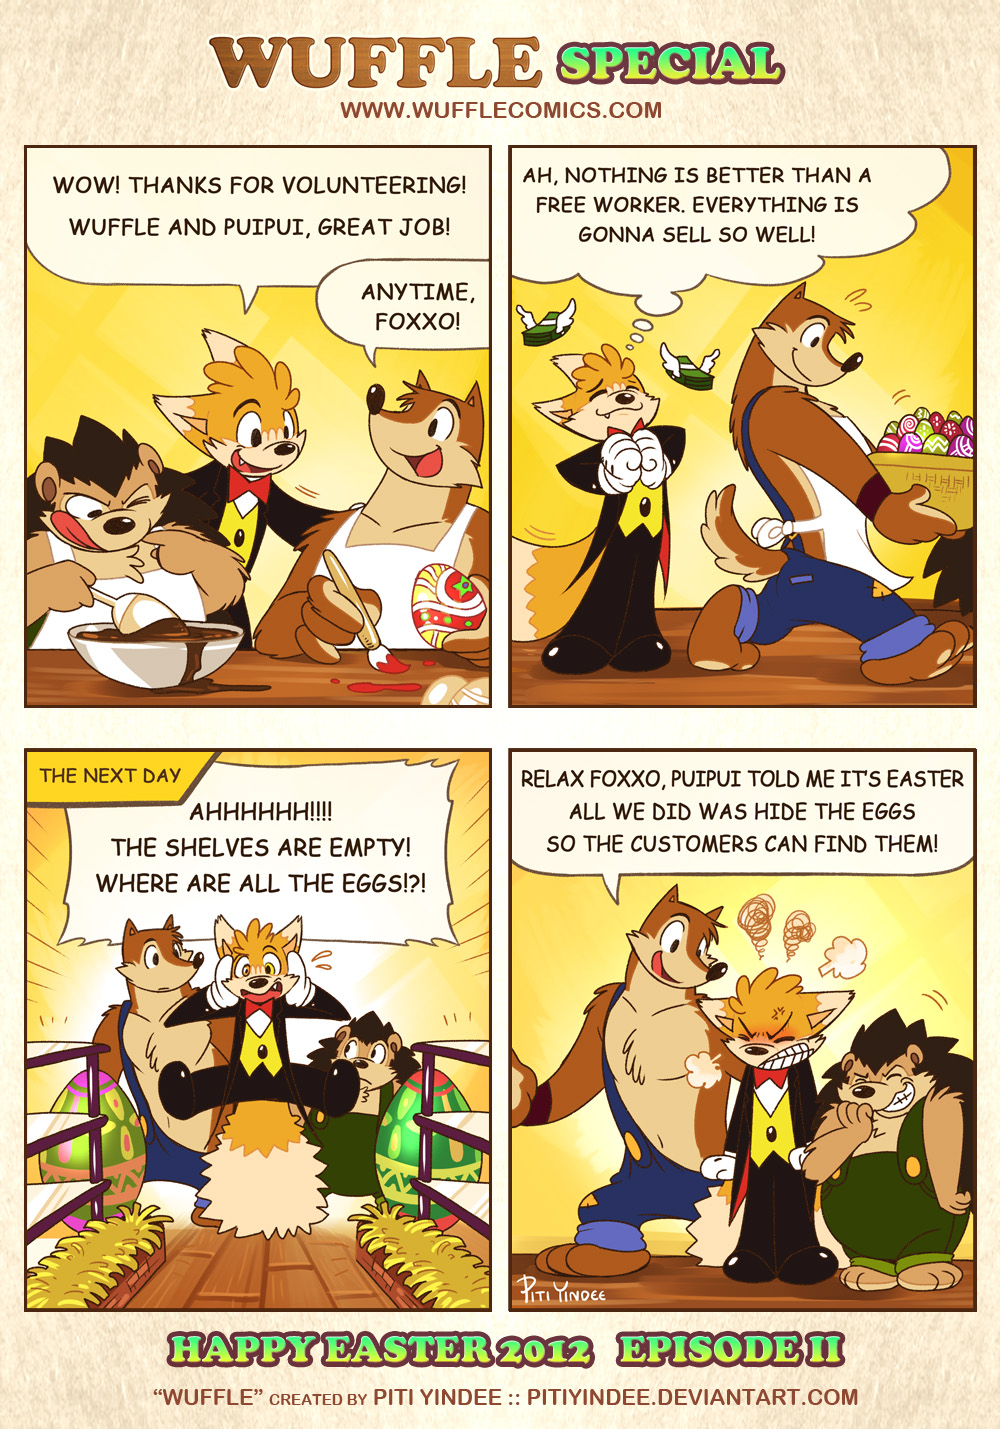 WUFFLE SPECIAL
WWW.WUFFLECOMICS.COM
WOW! THANKS FOR VOLUNTEERING!
WUFFLE AND PUIPUI, GREAT JOB!
ANYTIME,
FOXXO!
AH, NOTHING IS BETTER THAN A
FREE WORKER. EVERYTHING IS
GONNA SELL SO WELL!
THE NEXT DAY
AHHHHHH!!!!
THE SHELVES ARE EMPTY!
WHERE ARE ALL THE EGGS!?!
RELAX FOXXO, PUIPUI TOLD ME IT'S EASTER
ALL WE DID WAS HIDE THE EGGS
SO THE CUSTOMERS CAN FIND THEM!
PITI YINDEE
HAPPY EASTER 2012 EPISODE II
“WUFFLE” CREATED BY PITI YINDEE :: PITIYINDEE.DEVIANTART.COM